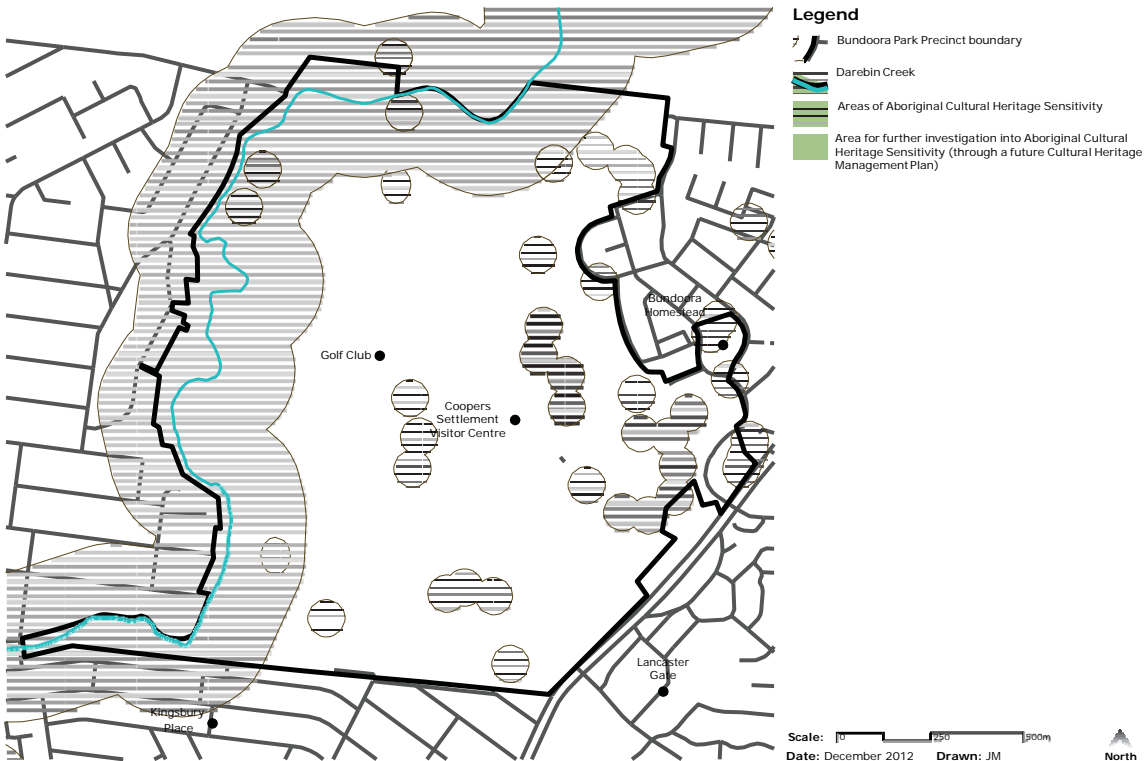 Legend
Bundoora Park Precinct boundary
Darebin Creek
Areas of Aboriginal Cultural Heritage Sensitivity
Area for further investigation into Aboriginal Cultural
Heritage Sensitivity (through a future Cultural Heritage
Management Plan)
Bundoora
Homestead
Golf Club
Coopers
Settlement
Visitor Centre
Lancaster
Gate
Kingsbury
Place
Scale: 0 250 500m
Date: December 2012 Drawn: JM
North